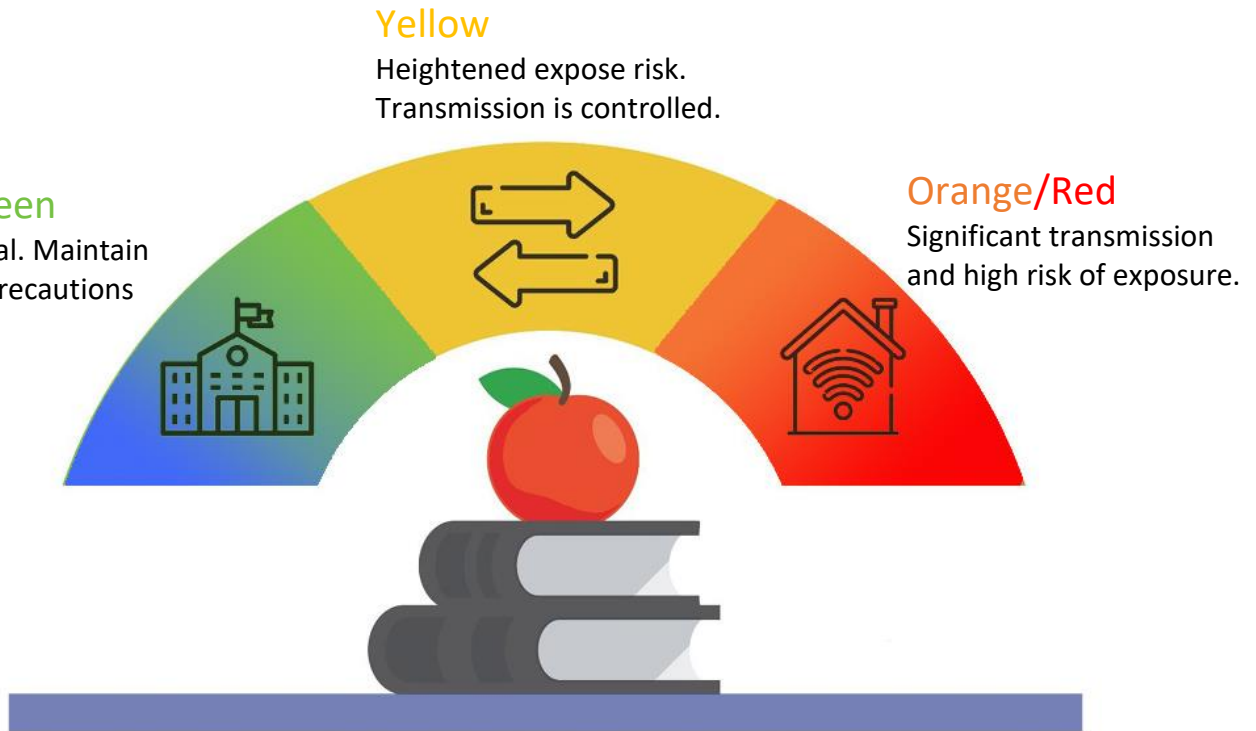 Yellow
Heightened expose risk.
Transmission is controlled.
Orange/Red
Significant transmission
and high risk of exposure.
een
al. Maintain
recautions